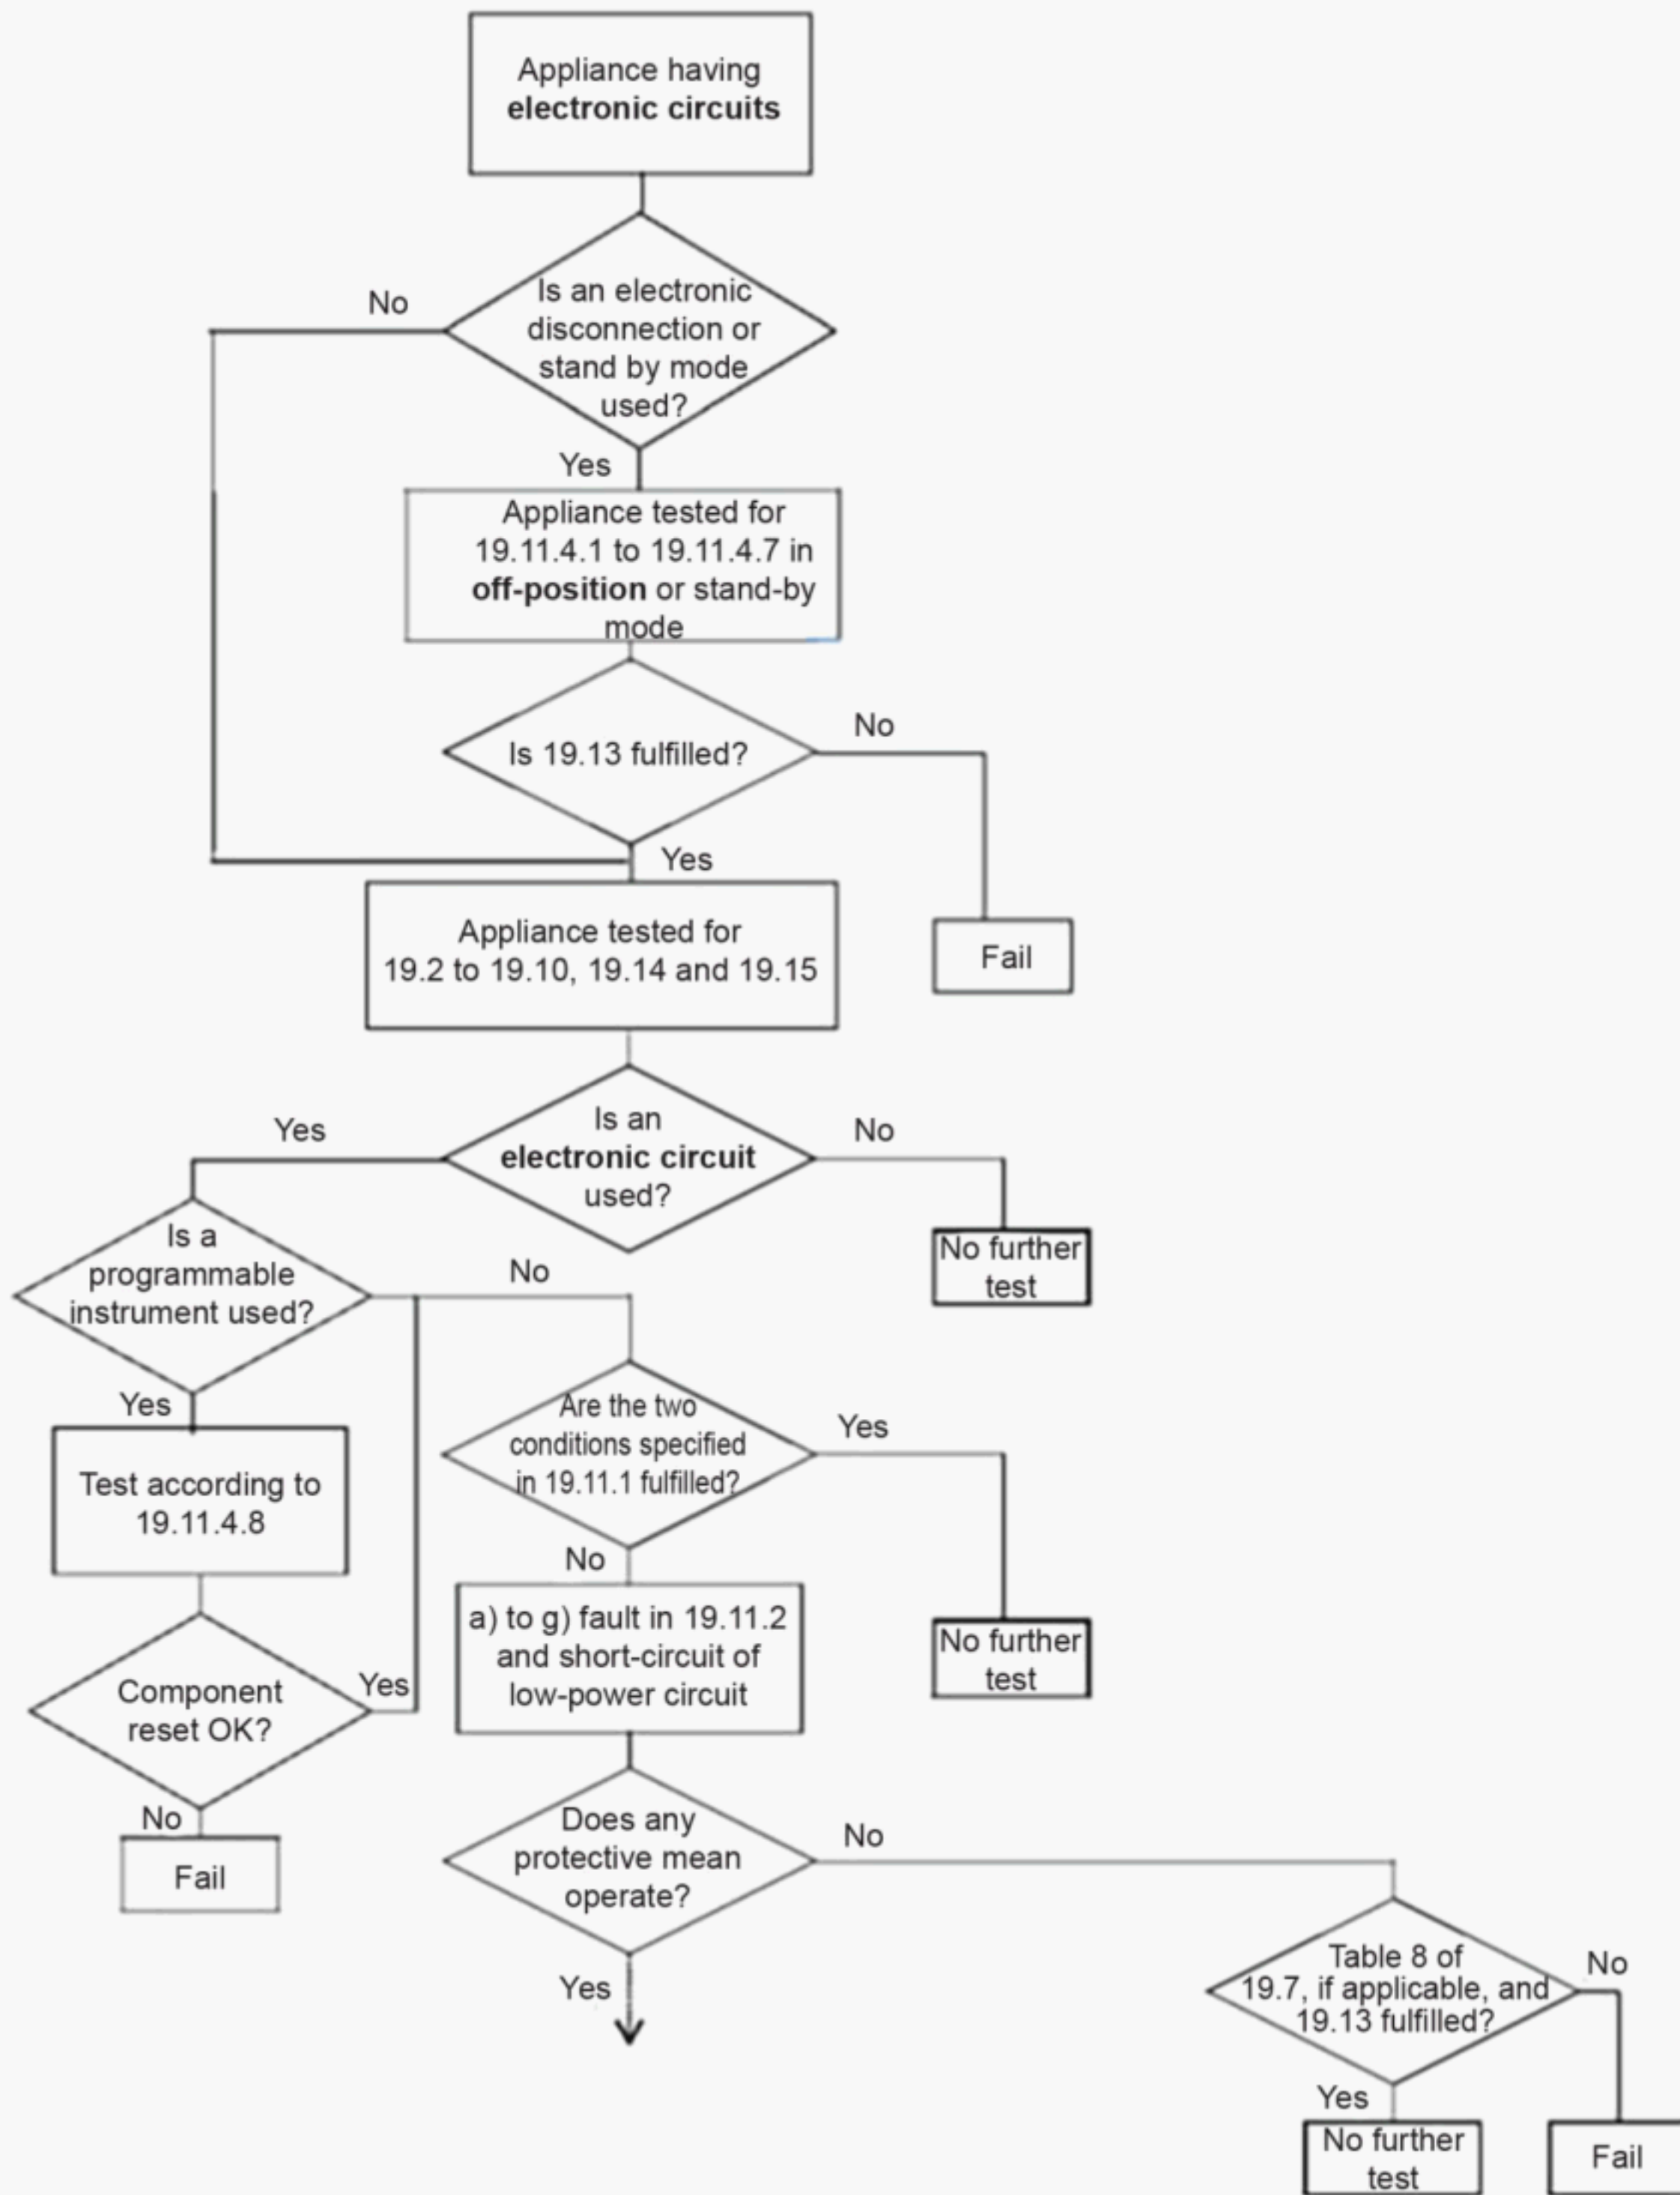 Appliance having
electronic circuits
No
Is an electronic
disconnection or
stand by mode
used?
Yes
Appliance tested for
19.11.4.1 to 19.11.4.7 in
off-position or stand-by
mode
No
Is 19.13 fulfilled?
Yes
Appliance tested for
19.2 to 19.10, 19.14 and 19.15
Fail
Yes
Is an
electronic circuit
used?
No
No further
test
Is a
programmable
instrument used?
No
Yes
Are the two
conditions specified
in 19.11.1 fulfilled?
Yes
Test according to
19.11.4.8
No
a) to g) fault in 19.11.2
and short-circuit of
low-power circuit
No further
test
Component
reset OK?
Yes
No
Fail
Does any
protective mean
operate?
No
Yes
Table 8 of
19.7, if applicable, and
19.13 fulfilled?
No
Yes
No further
test
Fail